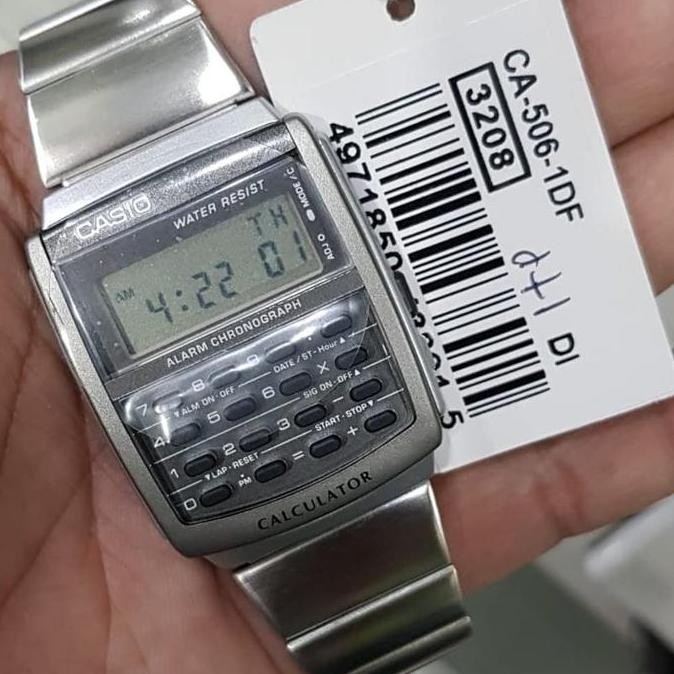 CASIO
WATER RESIST
MODE/C
ADJ
TH
AM 4:22 01
ALARM CHRONOGRAPH
7 8 9
DATE/ST-Hour▲
▼ALM ON-OFF
4 5 6 ×
SIG ON-OFF▲
1 2 3 −
START-STOP▼
▼LAP-RESET
0 PM = +
CALCULATOR
CA-506-1DF
3208
DI